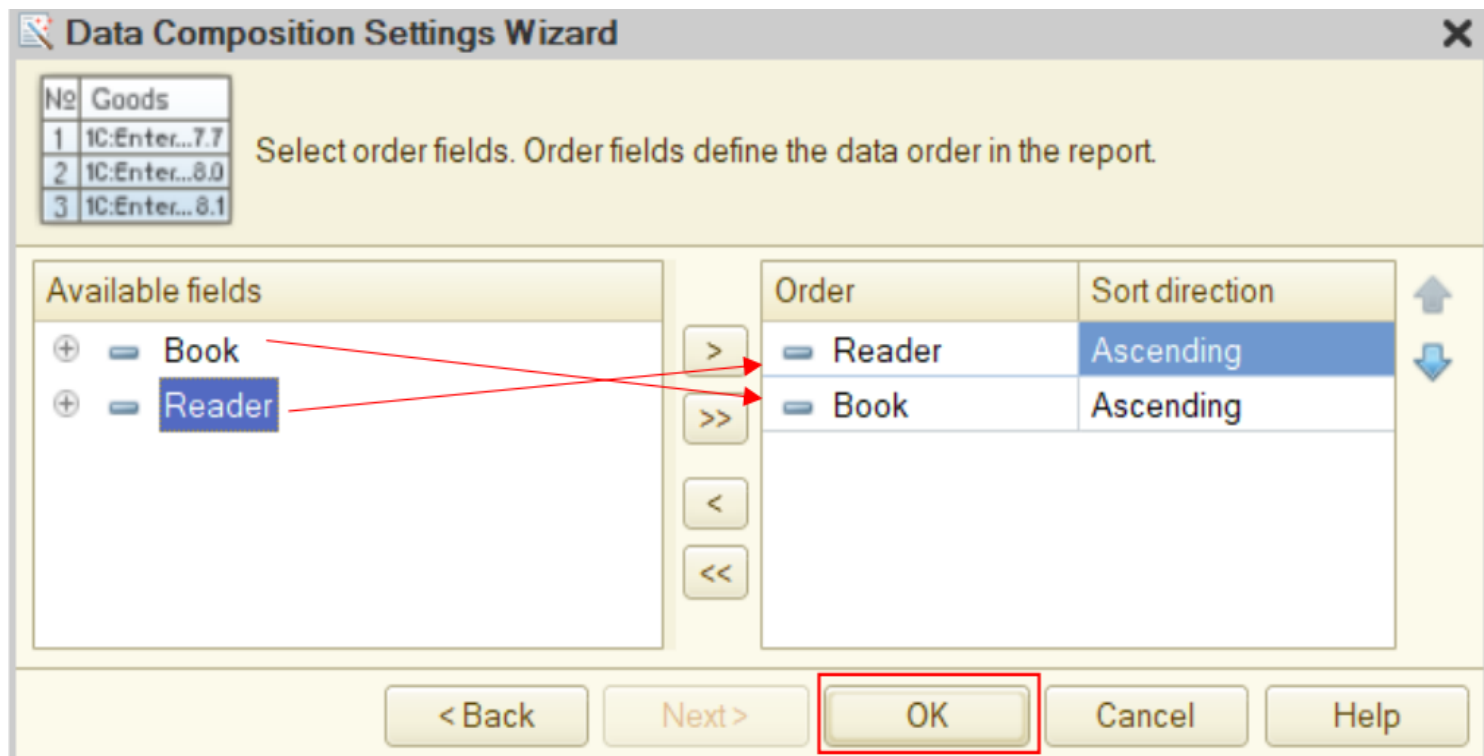 Data Composition Settings Wizard
№ Goods
1 1C:Enter...7.7
2 1C:Enter...8.0
3 1C:Enter...8.1
Select order fields. Order fields define the data order in the report.
Available fields
Book
Reader
>
>>
<
<<
Order Sort direction
Reader Ascending
Book Ascending
< Back Next > OK Cancel Help